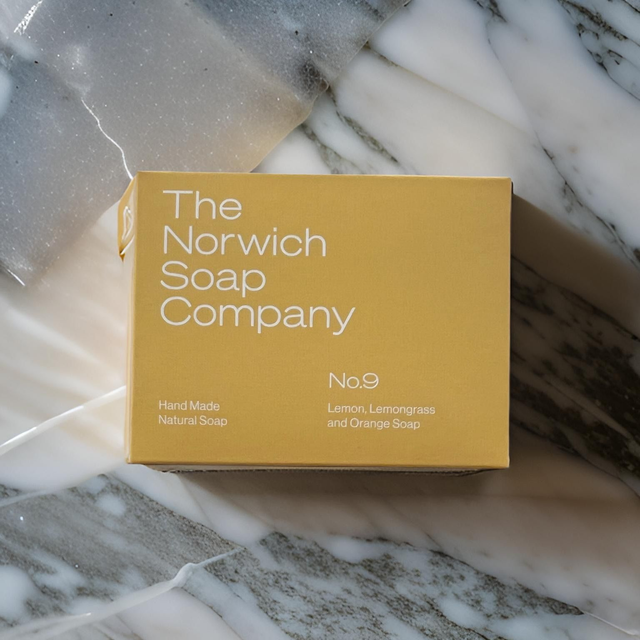 The
Norwich
Soap
Company
No.9
Hand Made
Natural Soap
Lemon, Lemongrass
and Orange Soap